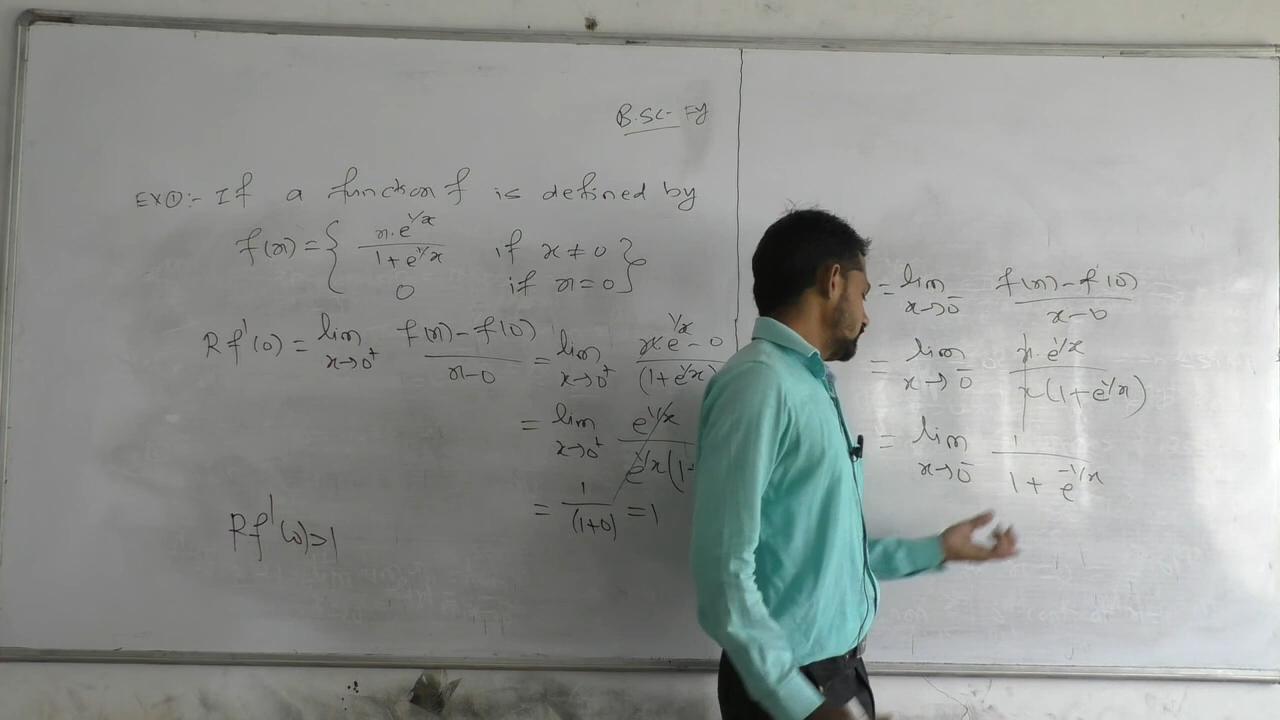 B.SC- FY
EX①:- If a function f is defined by
f(x) = { x.e^1/x / 1+e^1/x if x ≠ 0
0 if x=0 }
Rf'(0) = lim x→0⁺ f(x)-f(0) / x-0 = lim x→0⁺ x e^1/x - 0 / (1+e^1/x)
= lim x→0⁺ e^1/x / e^1/x (1+
= 1 / (1+0) = 1
Rf'(0)=1
= lim x→0⁻ f(x)-f(0) / x-0
= lim x→0⁻ x.e^1/x / x(1+e^1/x)
= lim x→0⁻ 1 / 1+e^-1/x